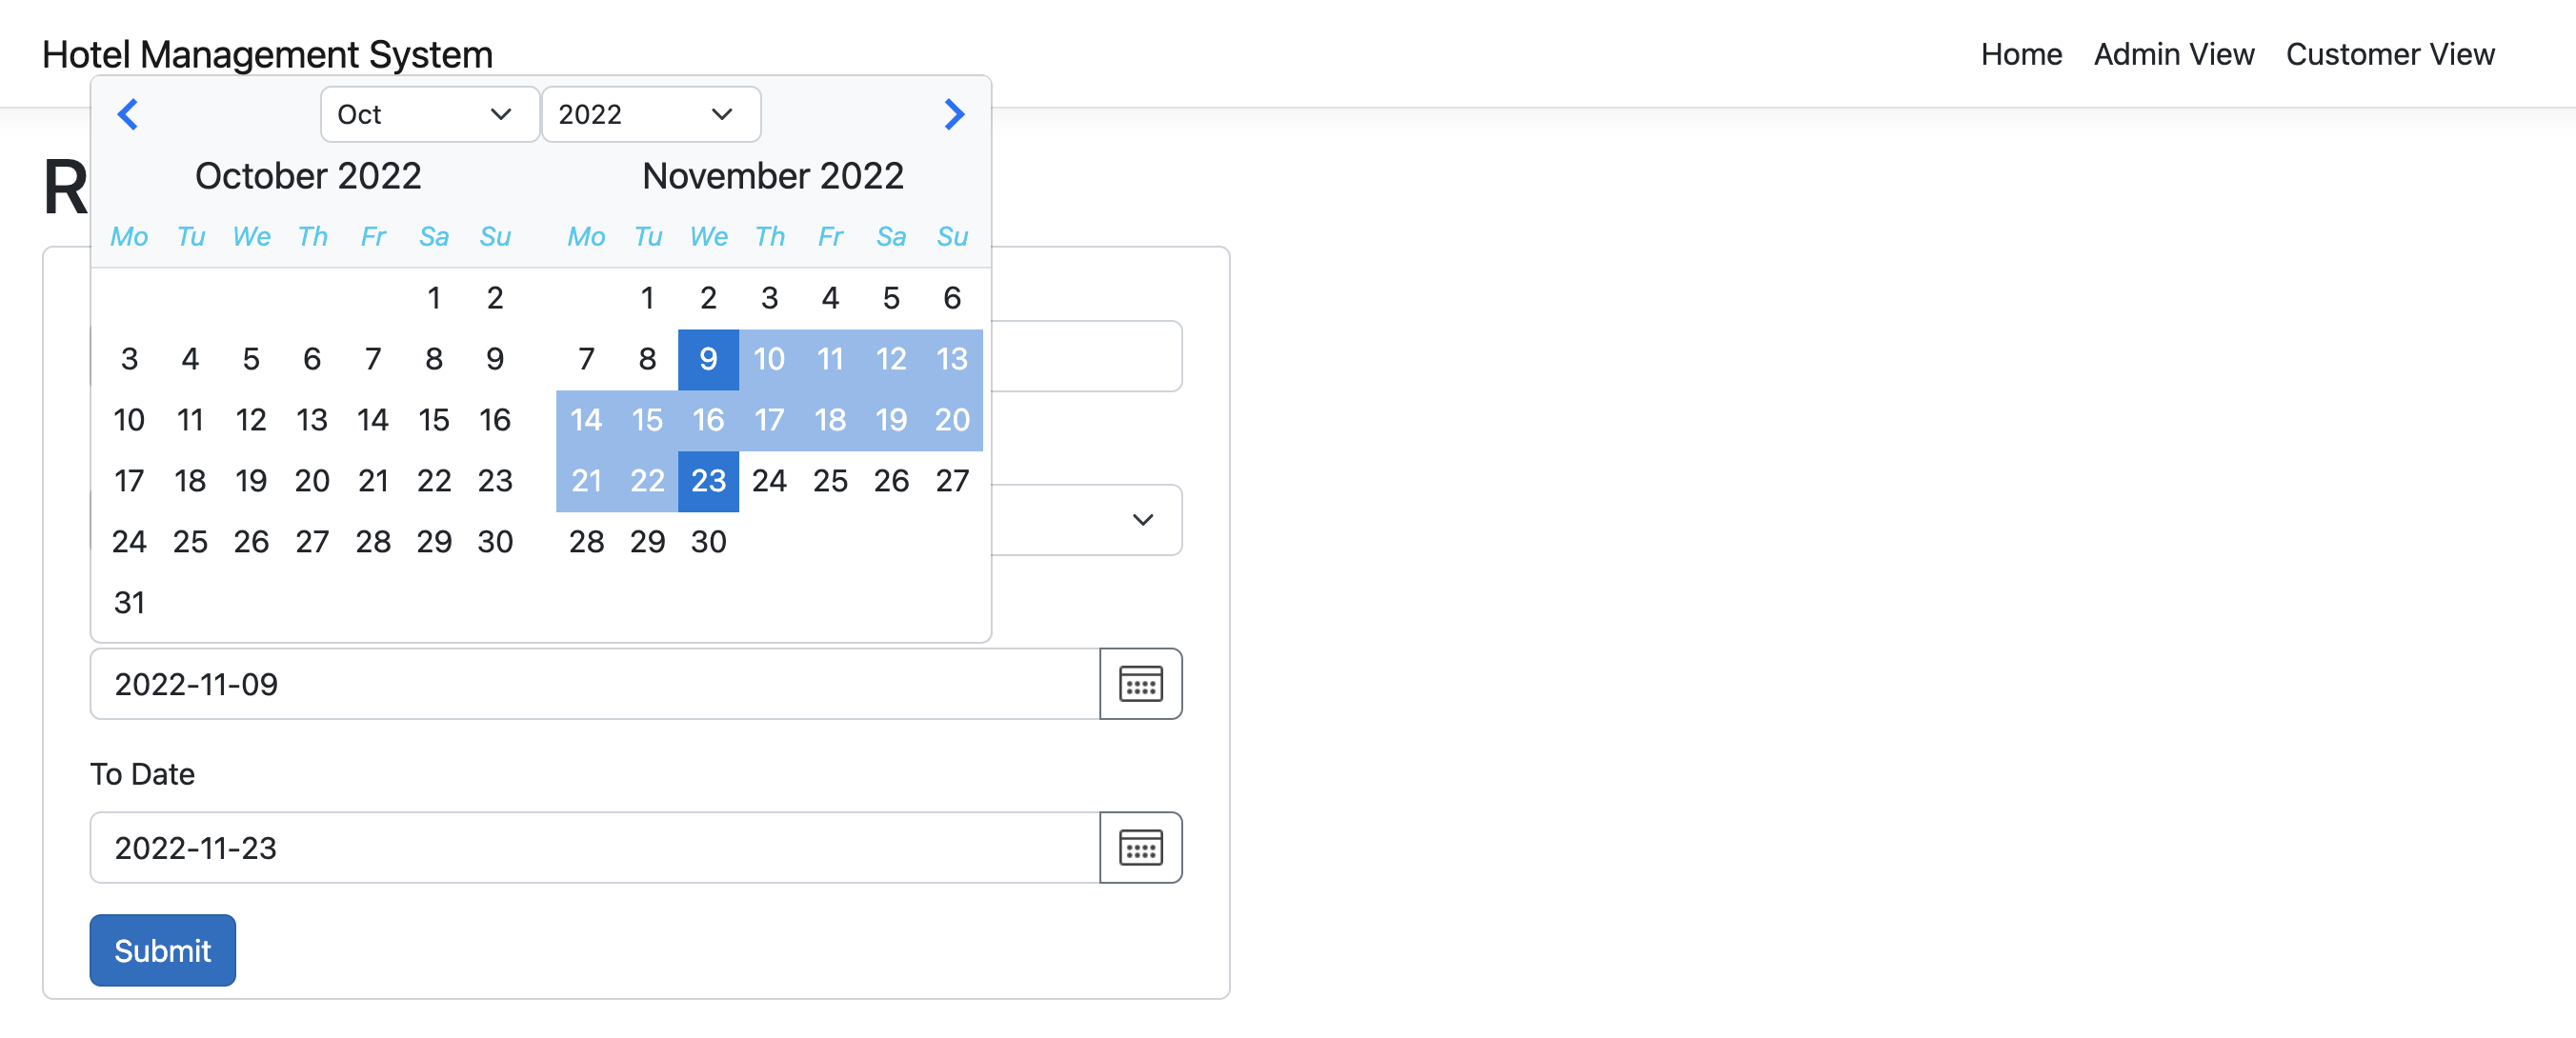 Hotel Management System Home Admin View Customer View
Oct 2022
October 2022 November 2022
Mo Tu We Th Fr Sa Su Mo Tu We Th Fr Sa Su
1 2 1 2 3 4 5 6
3 4 5 6 7 8 9 7 8 9 10 11 12 13
10 11 12 13 14 15 16 14 15 16 17 18 19 20
17 18 19 20 21 22 23 21 22 23 24 25 26 27
24 25 26 27 28 29 30 28 29 30
31
2022-11-09
To Date
2022-11-23
Submit